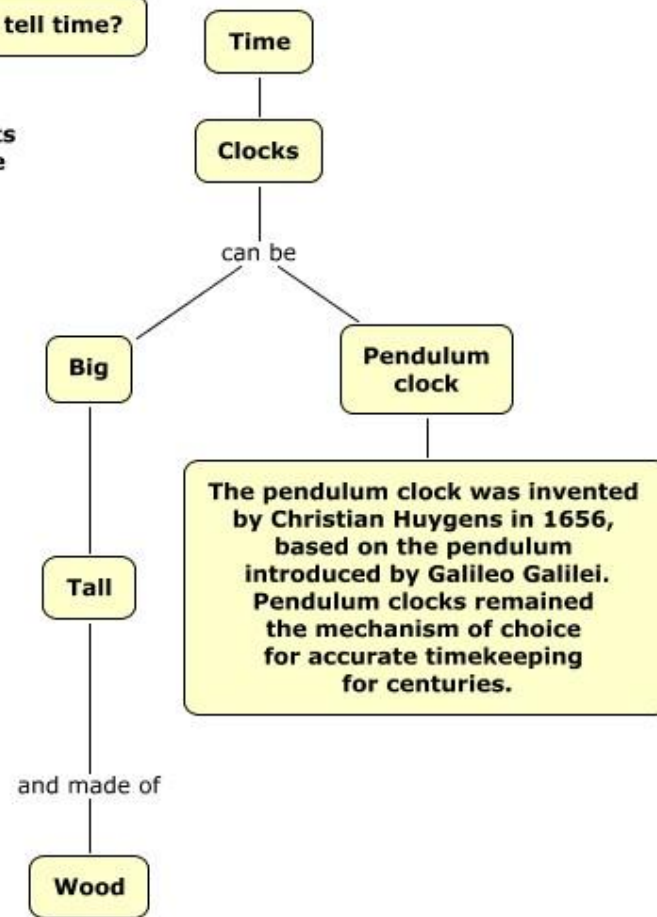 tell time?
Time
Clocks
can be
Big
Pendulum
clock
The pendulum clock was invented
by Christian Huygens in 1656,
based on the pendulum
introduced by Galileo Galilei.
Pendulum clocks remained
the mechanism of choice
for accurate timekeeping
for centuries.
Tall
and made of
Wood